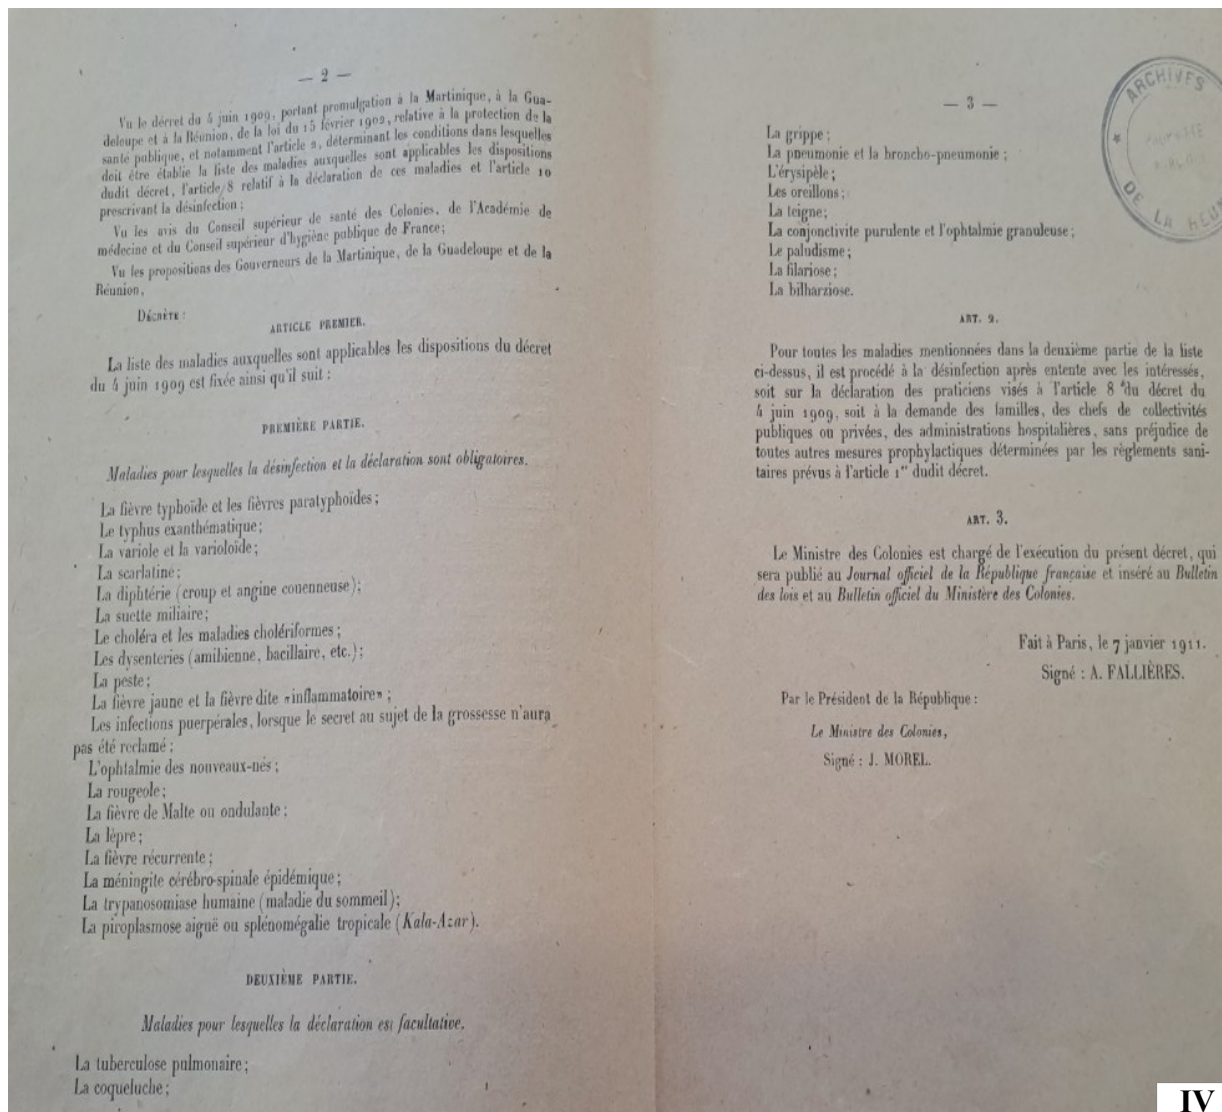 — 2 —
Vu le décret du 4 juin 1909, portant promulgation à la Martinique, à la Gua-
deloupe et à la Réunion, de la loi du 15 février 1902, relative à la protection de la
santé publique, et notamment l'article 2, déterminant les conditions dans lesquelles
doit être établie la liste des maladies auxquelles sont applicables les dispositions
dudit décret, l'article 8 relatif à la déclaration de ces maladies et l'article 10
prescrivant la désinfection;
Vu les avis du Conseil supérieur de santé des Colonies, de l'Académie de
médecine et du Conseil supérieur d'hygiène publique de France;
Vu les propositions des Gouverneurs de la Martinique, de la Guadeloupe et de la
Réunion,
DÉCRÈTE :
ARTICLE PREMIER.
La liste des maladies auxquelles sont applicables les dispositions du décret
du 4 juin 1909 est fixée ainsi qu'il suit :
PREMIÈRE PARTIE.
Maladies pour lesquelles la désinfection et la déclaration sont obligatoires.
La fièvre typhoïde et les fièvres paratyphoïdes;
Le typhus exanthématique;
La variole et la varioloïde;
La scarlatine;
La diphtérie (croup et angine couenneuse);
La suette miliaire;
Le choléra et les maladies cholériformes;
Les dysenteries (amibienne, bacillaire, etc.);
La peste;
La fièvre jaune et la fièvre dite «inflammatoire»;
Les infections puerpérales, lorsque le secret au sujet de la grossesse n'aura
pas été reclamé;
L'ophtalmie des nouveaux-nés;
La rougeole;
La fièvre de Malte ou ondulante;
La lèpre;
La fièvre récurrente;
La méningite cérébro-spinale épidémique;
La trypanosomiase humaine (maladie du sommeil);
La piroplasmose aiguë ou splénomégalie tropicale (Kala-Azar).
DEUXIÈME PARTIE.
Maladies pour lesquelles la déclaration est facultative.
La tuberculose pulmonaire;
La coqueluche;
— 3 —
La grippe;
La pneumonie et la broncho-pneumonie;
L'érysipèle;
Les oreillons;
La teigne;
La conjonctivite purulente et l'ophtalmie granuleuse;
Le paludisme;
La filariose;
La bilharziose.
ART. 2.
Pour toutes les maladies mentionnées dans la deuxième partie de la liste
ci-dessus, il est procédé à la désinfection après entente avec les intéressés,
soit sur la déclaration des praticiens visés à l'article 8 du décret du
4 juin 1909, soit à la demande des familles, des chefs de collectivités
publiques ou privées, des administrations hospitalières, sans préjudice de
toutes autres mesures prophylactiques déterminées par les règlements sani-
taires prévus à l'article 1er dudit décret.
ART. 3.
Le Ministre des Colonies est chargé de l'exécution du présent décret, qui
sera publié au Journal officiel de la République française et inséré au Bulletin
des lois et au Bulletin officiel du Ministère des Colonies.
Fait à Paris, le 7 janvier 1911.
Signé : A. FALLIÈRES.
Par le Président de la République :
Le Ministre des Colonies,
Signé : J. MOREL.
ARCHIVES
DE LA REU
IV